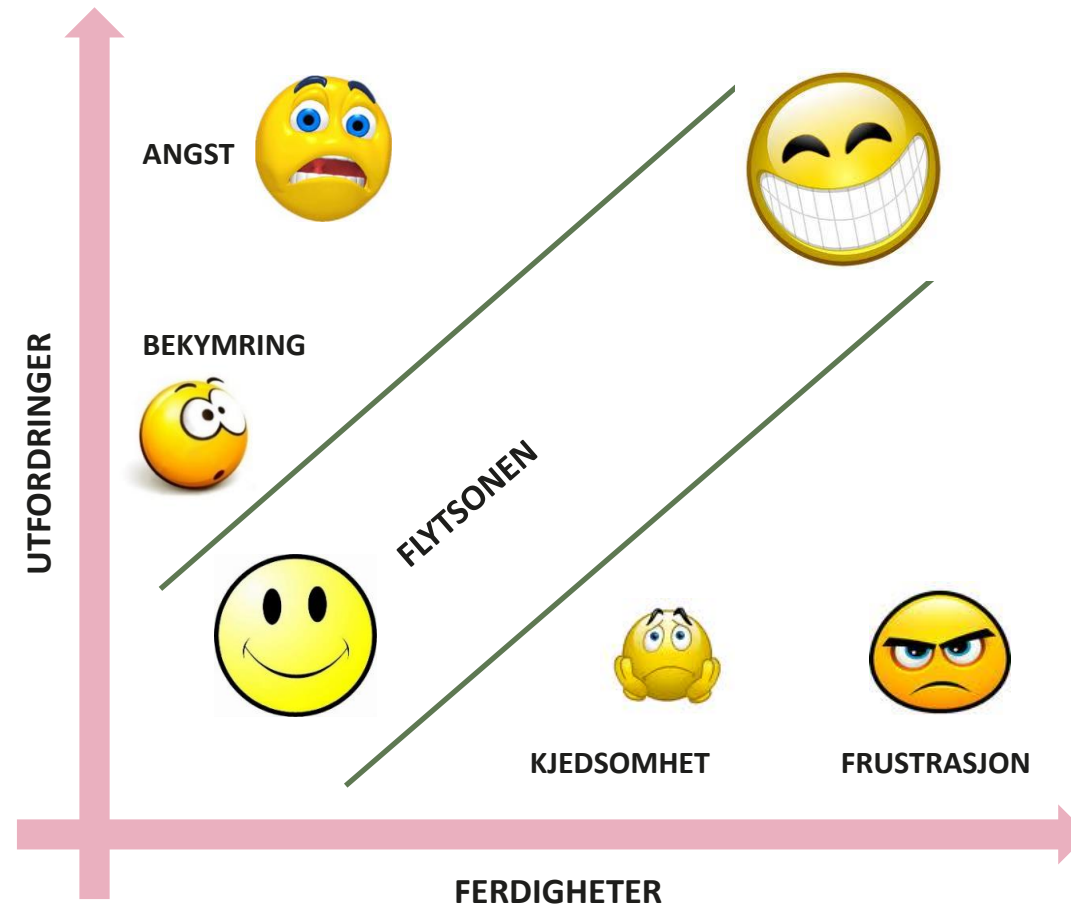 ANGST
BEKYMRING
UTFORDRINGER
FLYTSONEN
KJEDSOMHET
FRUSTRASJON
FERDIGHETER